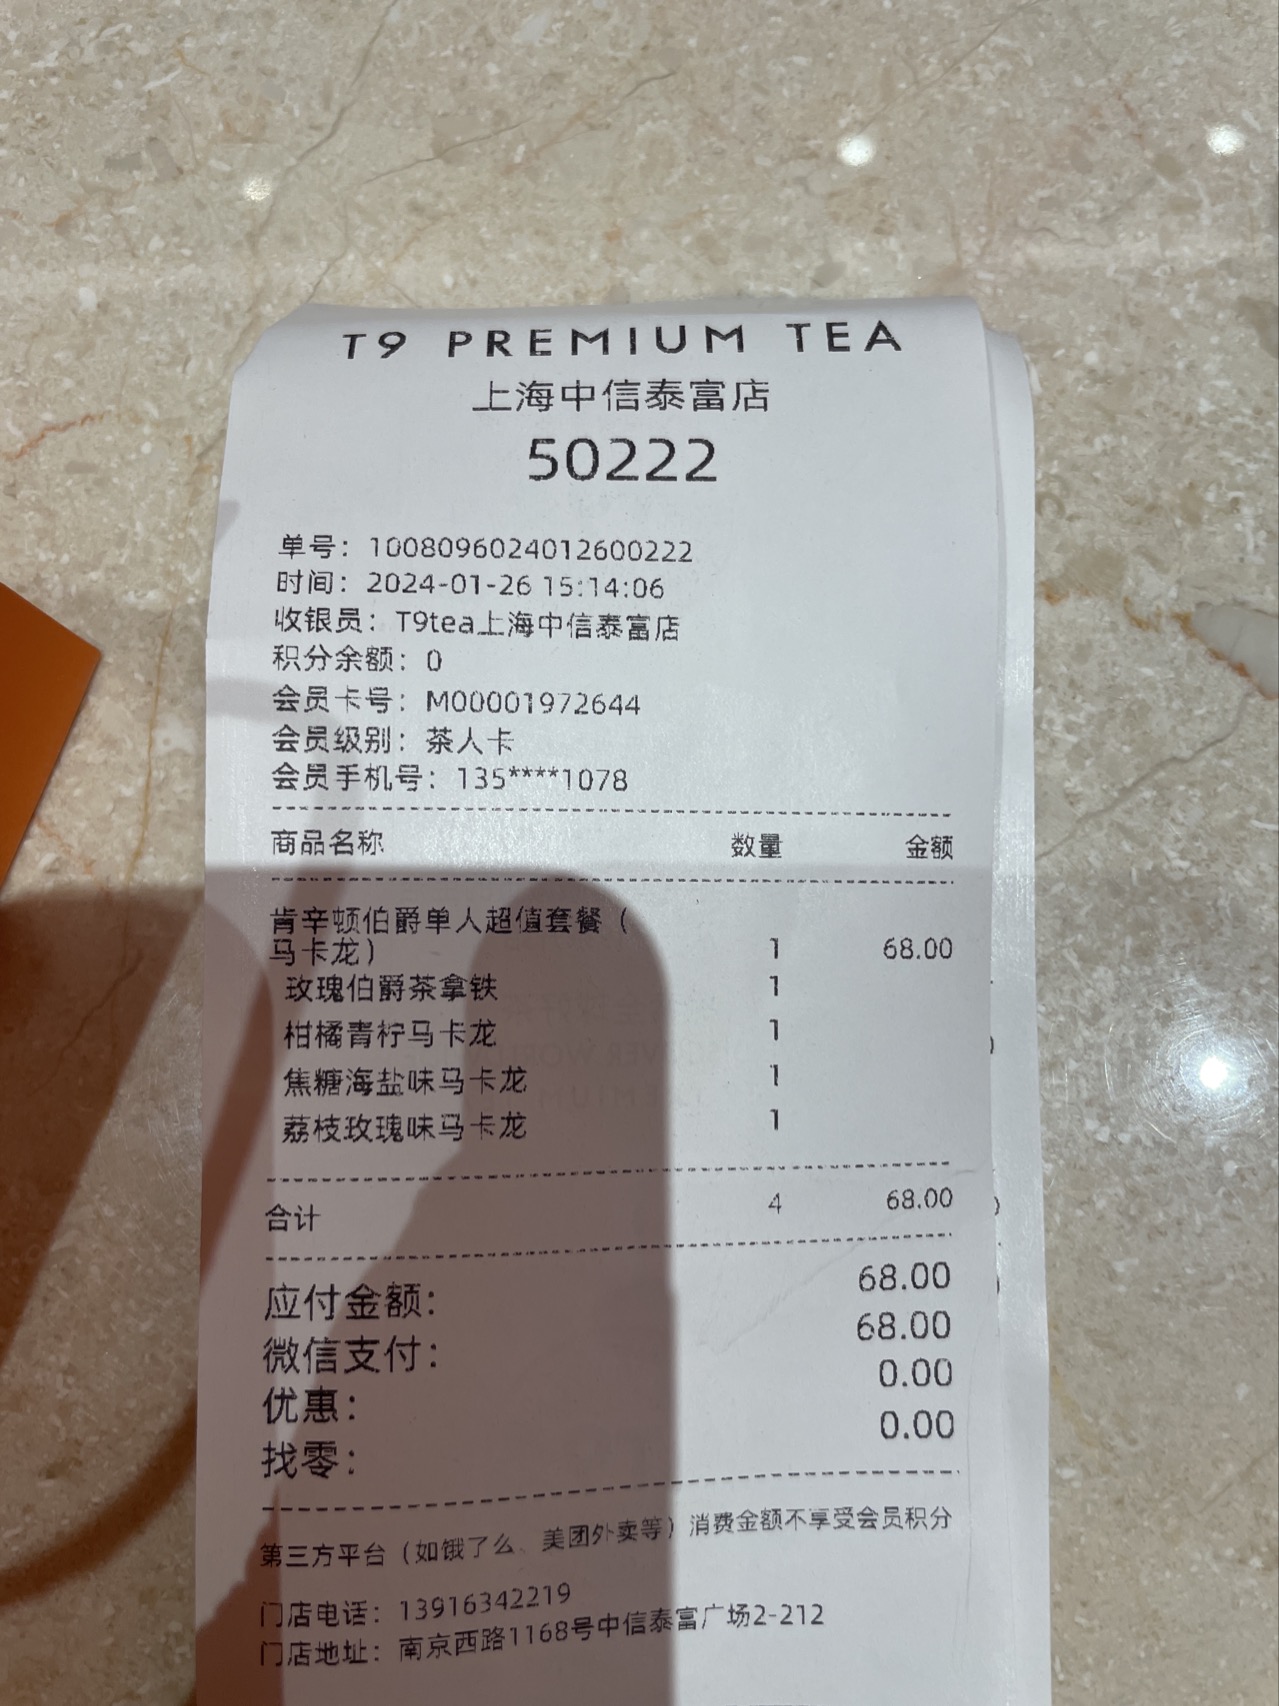 T9 PREMIUM TEA
上海中信泰富店
50222
单号：1008096024012600222
时间：2024-01-26 15:14:06
收银员：T9tea上海中信泰富店
积分余额：0
会员卡号：M00001972644
会员级别：茶人卡
会员手机号：135****1078
商品名称 数量 金额
肯辛顿伯爵单人超值套餐（
马卡龙） 1 68.00
玫瑰伯爵茶拿铁 1
柑橘青柠马卡龙 1
焦糖海盐味马卡龙 1
荔枝玫瑰味马卡龙 1
合计 4 68.00
应付金额： 68.00
微信支付： 68.00
优惠： 0.00
找零： 0.00
第三方平台（如饿了么、美团外卖等）消费金额不享受会员积分
门店电话：13916342219
门店地址：南京西路1168号中信泰富广场2-212